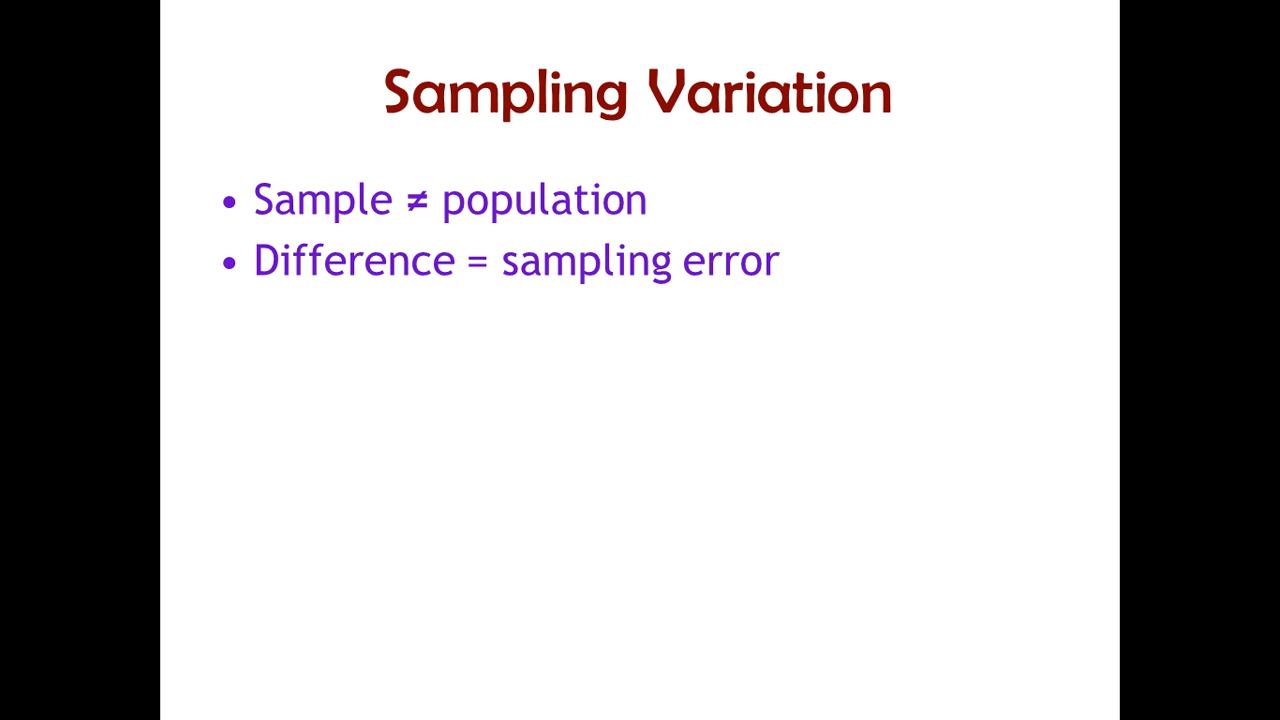 Sampling Variation
• Sample ≠ population
• Difference = sampling error